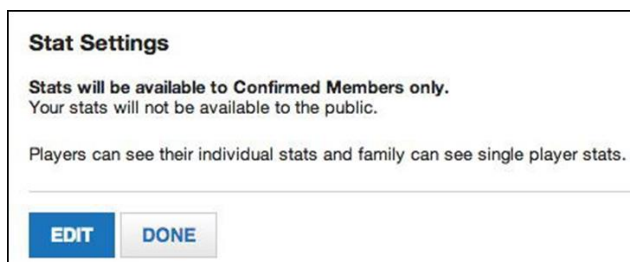 Stat Settings
Stats will be available to Confirmed Members only.
Your stats will not be available to the public.
Players can see their individual stats and family can see single player stats.
EDIT
DONE